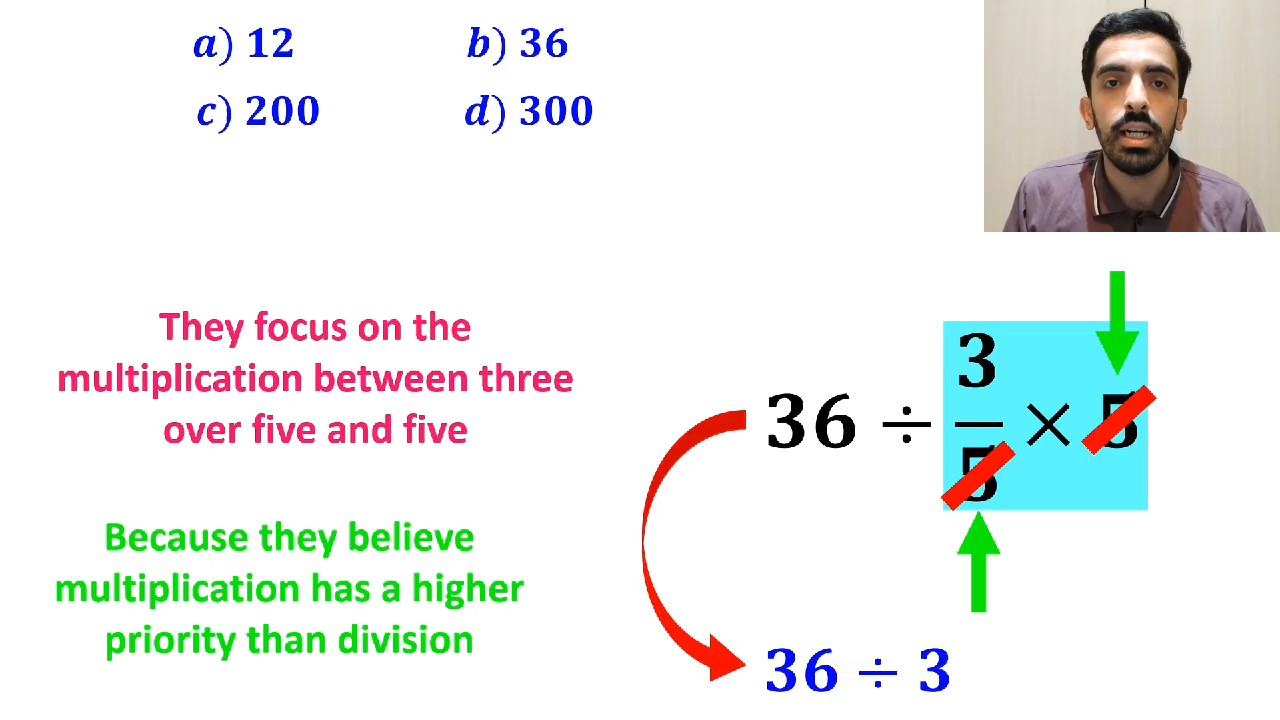 a) 12 b) 36
c) 200 d) 300
They focus on the
multiplication between three
over five and five
Because they believe
multiplication has a higher
priority than division
36 ÷ 3/5 × 5
36 ÷ 3